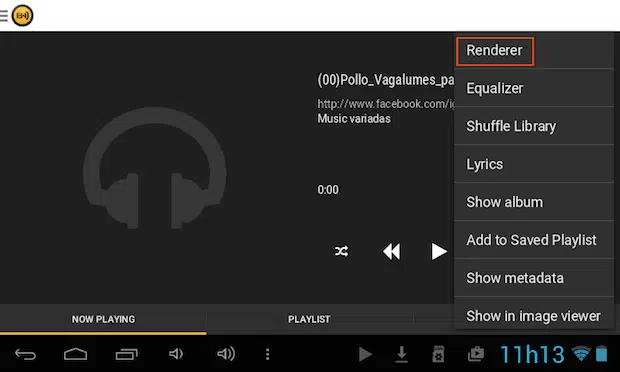 Renderer
(00)Pollo_Vagalumes_pa
Equalizer
http://www.facebook.com/ig
Music variadas
Shuffle Library
Lyrics
0:00
Show album
Add to Saved Playlist
Show metadata
Show in image viewer
NOW PLAYING
PLAYLIST
11h13